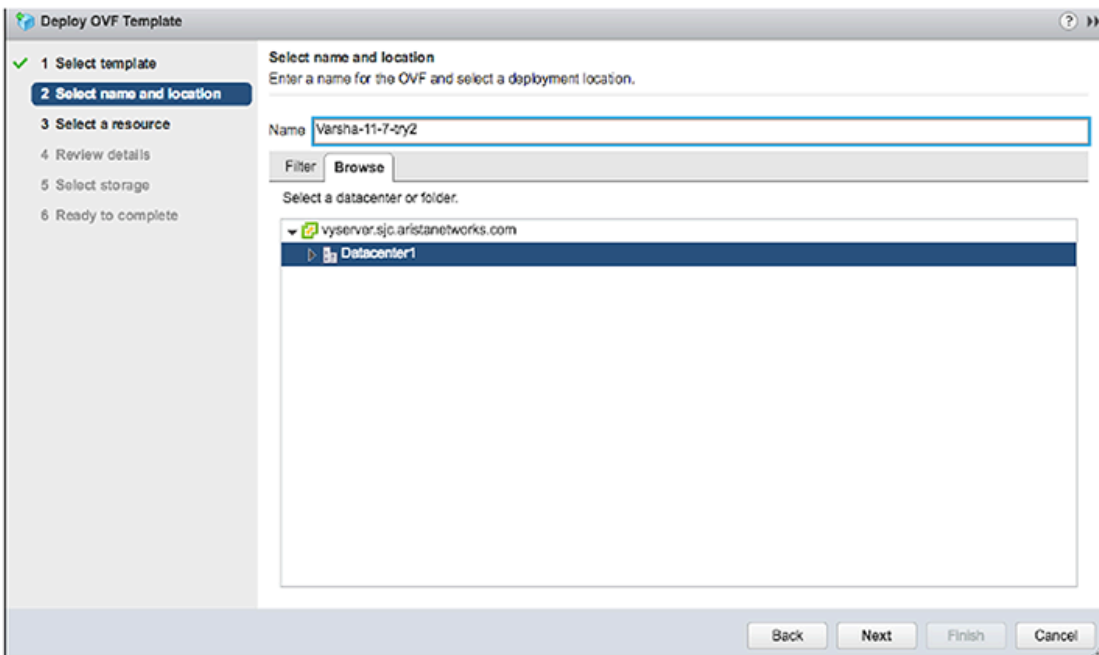 Deploy OVF Template
1 Select template
2 Select name and location
3 Select a resource
4 Review details
5 Select storage
6 Ready to complete
Select name and location
Enter a name for the OVF and select a deployment location.
Name Varsha-11-7-try2
Filter Browse
Select a datacenter or folder.
vyserver.sjc.aristanetworks.com
Datacenter1
Back Next Finish Cancel